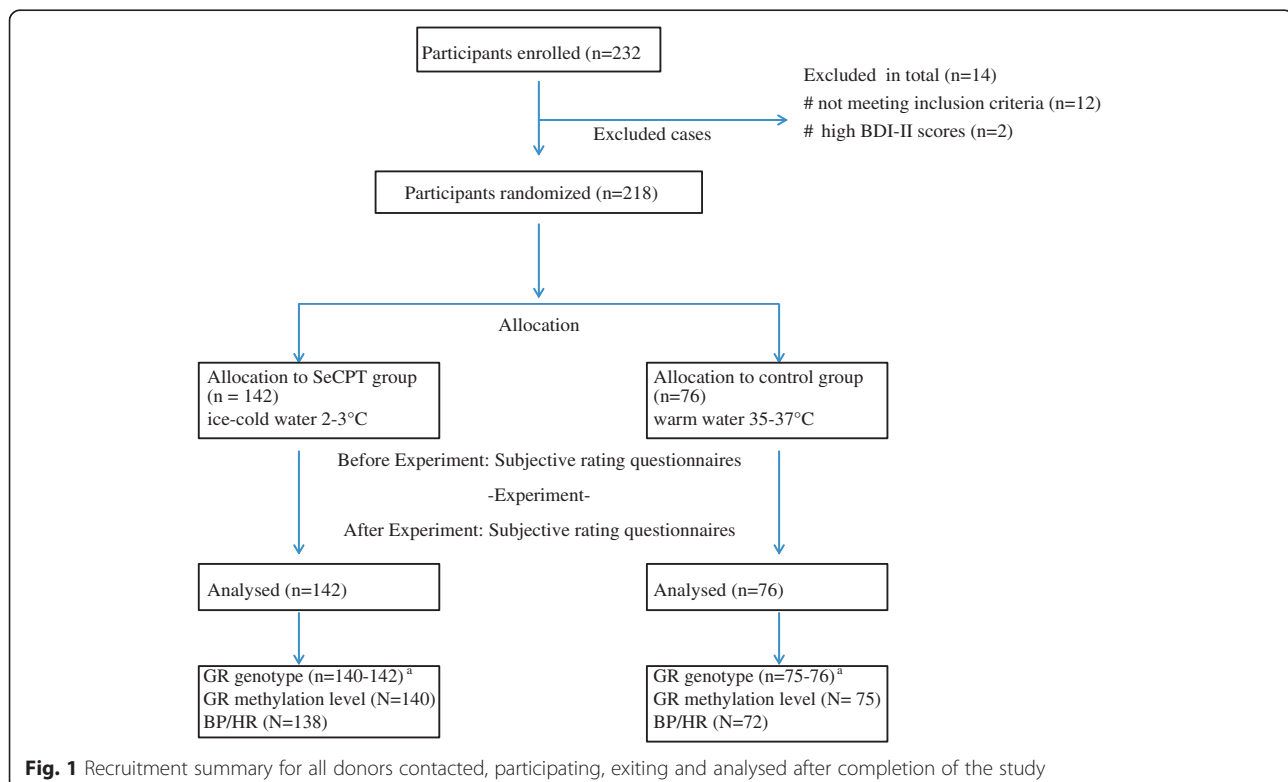 Participants enrolled (n=232
Excluded in total (n=14)
# not meeting inclusion criteria (n=12)
# high BDI-II scores (n=2)
Excluded cases
Participants randomized (n=218)
Allocation
Allocation to SeCPT group
(n = 142)
ice-cold water 2-3°C
Allocation to control group
(n=76)
warm water 35-37°C
Before Experiment: Subjective rating questionnaires
-Experiment-
After Experiment: Subjective rating questionnaires
Analysed (n=142)
Analysed (n=76)
GR genotype (n=140-142) a
GR methylation level (N=140)
BP/HR (N=138)
GR genotype (n=75-76) a
GR methylation level (N= 75)
BP/HR (N=72)
Fig. 1 Recruitment summary for all donors contacted, participating, exiting and analysed after completion of the study